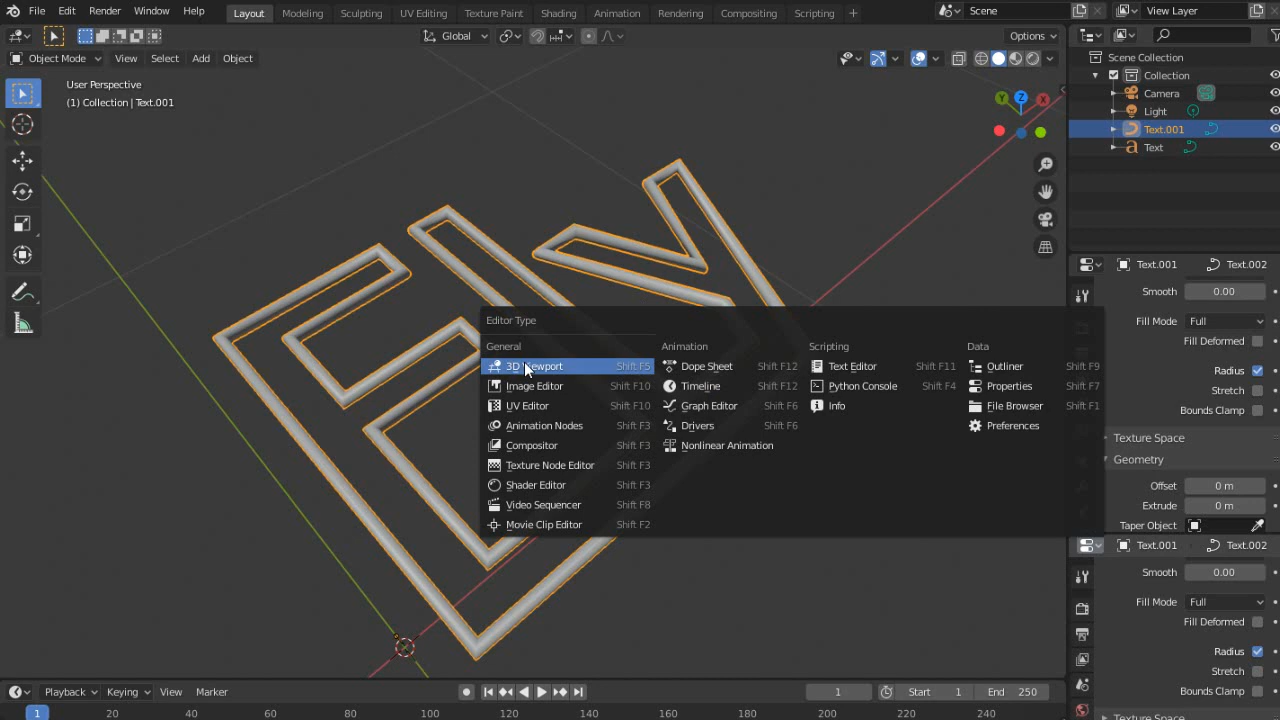 File Edit Render Window Help Layout Modeling Sculpting UV Editing Texture Paint Shading Animation Rendering Compositing Scripting + Scene View Layer
Global Options
Object Mode View Select Add Object
User Perspective
(1) Collection | Text.001
Scene Collection
Collection
Camera
Light
Text.001
Text
Z
Y
X
Text.001 Text.002
Smooth 0.00
Fill Mode Full
Fill Deformed
Radius
Stretch
Bounds Clamp
Texture Space
Geometry
Offset 0 m
Extrude 0 m
Taper Object
Editor Type
General Animation Scripting Data
3D Viewport Shift F5 Dope Sheet Shift F12 Text Editor Shift F11 Outliner Shift F9
Image Editor Shift F10 Timeline Shift F12 Python Console Shift F4 Properties Shift F7
UV Editor Shift F10 Graph Editor Shift F6 Info File Browser Shift F1
Animation Nodes Shift F3 Drivers Shift F6 Preferences
Compositor Shift F3 Nonlinear Animation
Texture Node Editor Shift F3
Shader Editor Shift F3
Video Sequencer Shift F8
Movie Clip Editor Shift F2
Text.001 Text.002
Smooth 0.00
Fill Mode Full
Fill Deformed
Radius
Stretch
Bounds Clamp
Texture Space
Playback Keying View Marker 1 Start 1 End 250
1 20 40 60 80 100 120 140 160 180 200 220 240